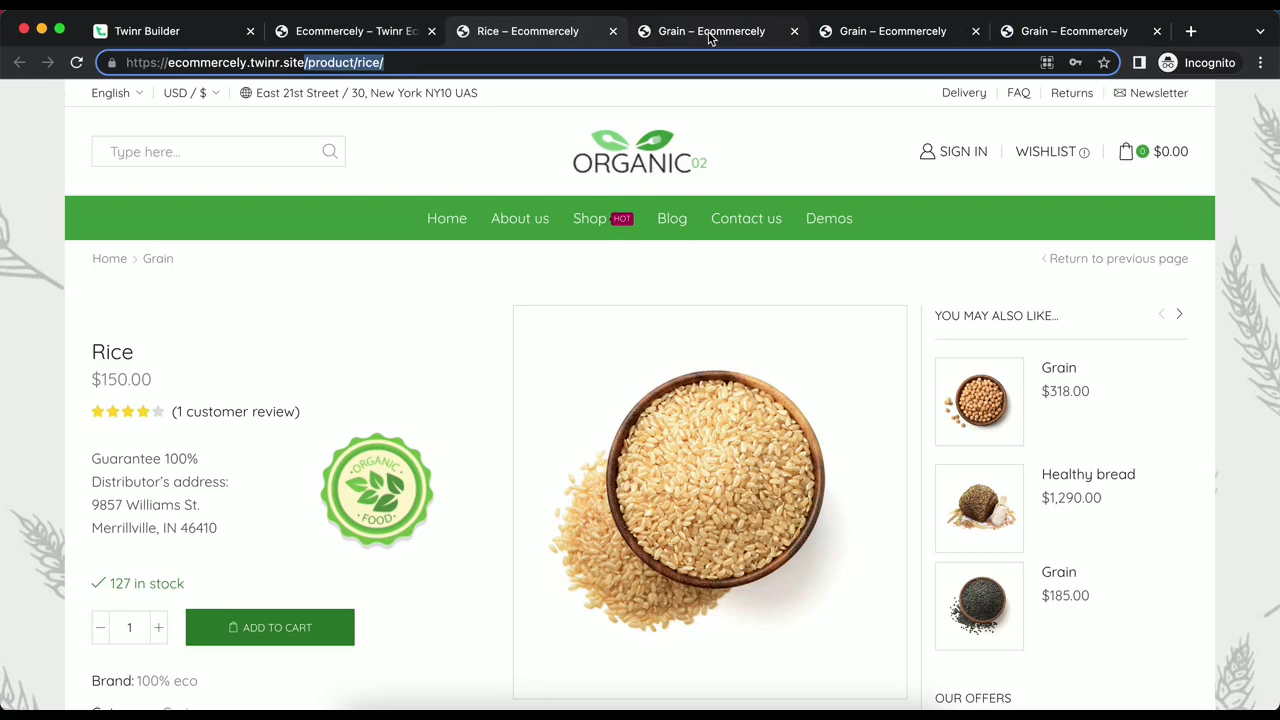 Twinr Builder
Ecommercely – Twinr Ec
Rice – Ecommercely
Grain – Ecommercely
Grain – Ecommercely
Grain – Ecommercely
https://ecommercely.twinr.site/product/rice/
Incognito
English
USD / $
East 21st Street / 30, New York NY10 UAS
Delivery
FAQ
Returns
Newsletter
Type here...
ORGANIC02
SIGN IN
WISHLIST
0
$0.00
Home
About us
Shop HOT
Blog
Contact us
Demos
Home > Grain
Return to previous page
Rice
$150.00
(1 customer review)
Guarantee 100%
Distributor's address:
9857 Williams St.
Merrillville, IN 46410
ORGANIC
FOOD
127 in stock
− 1 +
ADD TO CART
Brand: 100% eco
YOU MAY ALSO LIKE...
Grain
$318.00
Healthy bread
$1,290.00
Grain
$185.00
OUR OFFERS